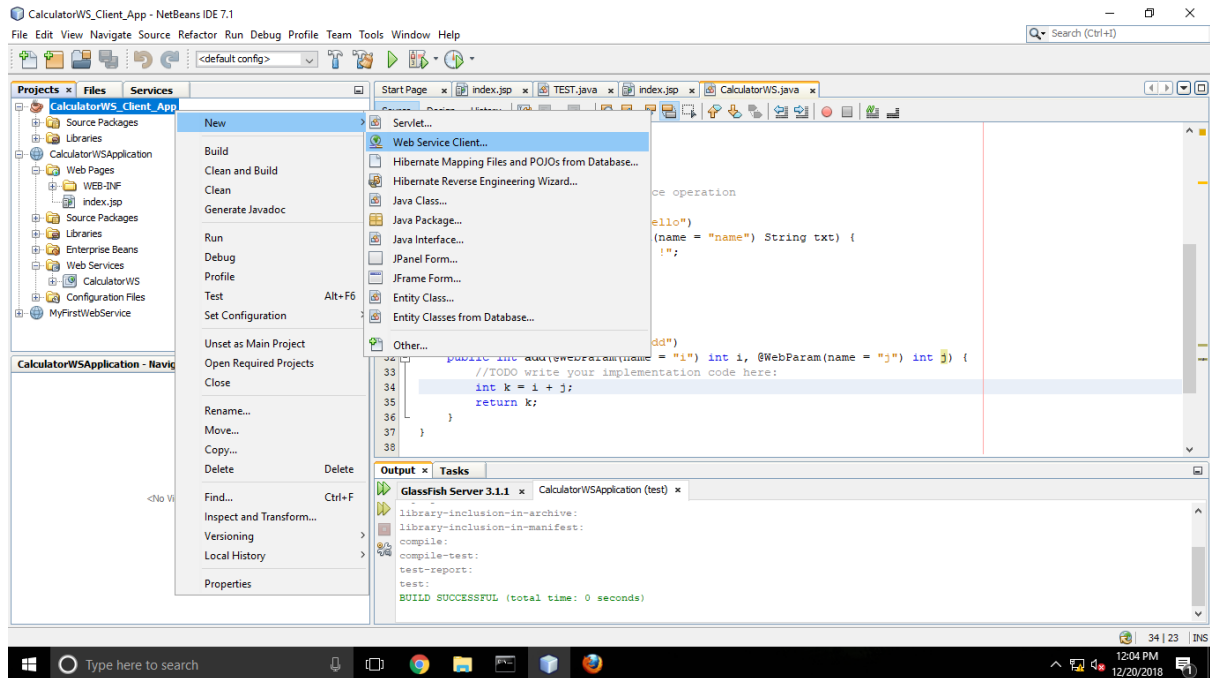 CalculatorWS_Client_App - NetBeans IDE 7.1
File Edit View Navigate Source Refactor Run Debug Profile Team Tools Window Help
Search (Ctrl+I)
<default config>
Projects Files Services
Start Page index.jsp TEST.java index.jsp CalculatorWS.java
CalculatorWS_Client_App
Source Packages
Libraries
CalculatorWSApplication
Web Pages
WEB-INF
index.jsp
Source Packages
Libraries
Enterprise Beans
Web Services
CalculatorWS
Configuration Files
MyFirstWebService
CalculatorWSApplication - Navig
<No Vi
New
Build
Clean and Build
Clean
Generate Javadoc
Run
Debug
Profile
Test Alt+F6
Set Configuration
Unset as Main Project
Open Required Projects
Close
Rename...
Move...
Copy...
Delete Delete
Find... Ctrl+F
Inspect and Transform...
Versioning
Local History
Properties
Servlet...
Web Service Client...
Hibernate Mapping Files and POJOs from Database...
Hibernate Reverse Engineering Wizard...
Java Class...
Java Package...
Java Interface...
JPanel Form...
JFrame Form...
Entity Class...
Entity Classes from Database...
Other...
ce operation
ello")
(name = "name") String txt) {
!";
dd")
32 public int add(@WebParam(name = "i") int i, @WebParam(name = "j") int j) {
33 //TODO write your implementation code here:
34 int k = i + j;
35 return k;
36 }
37 }
38
Output Tasks
GlassFish Server 3.1.1 CalculatorWSApplication (test)
library-inclusion-in-archive:
library-inclusion-in-manifest:
compile:
compile-test:
test-report:
test:
BUILD SUCCESSFUL (total time: 0 seconds)
34 | 23 INS
Type here to search
12:04 PM
12/20/2018
1